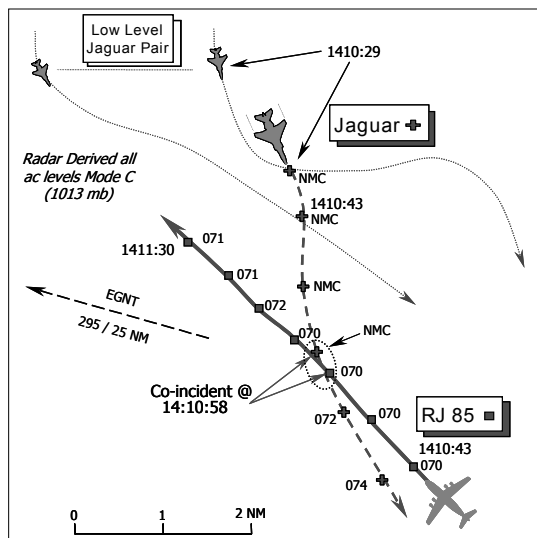 Low Level
Jaguar Pair
1410:29
Jaguar
Radar Derived all
ac levels Mode C
(1013 mb)
NMC
1410:43
NMC
071
1411:30
071
NMC
EGNT
295 / 25 NM
072
070
NMC
070
Co-incident @
14:10:58
072
070
RJ 85
1410:43
070
074
0
1
2 NM